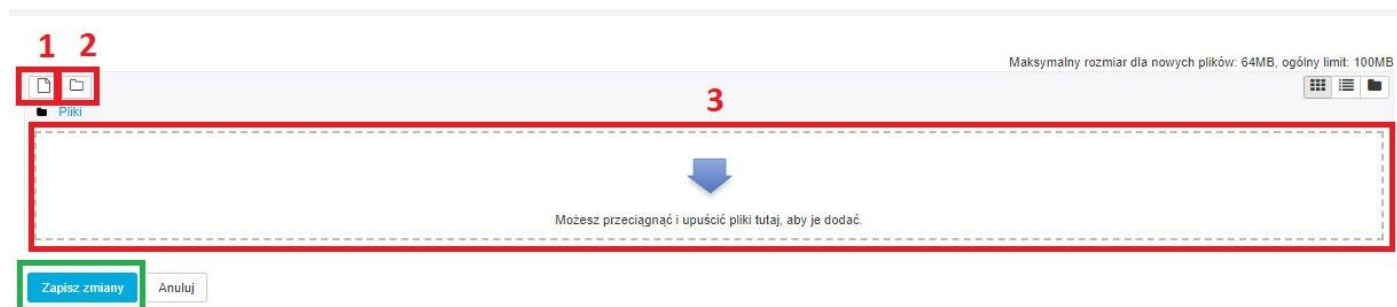 1 2
Maksymalny rozmiar dla nowych plików: 64MB, ogólny limit: 100MB
Pliki
3
Możesz przeciągnąć i upuścić pliki tutaj, aby je dodać.
Zapisz zmiany Anuluj